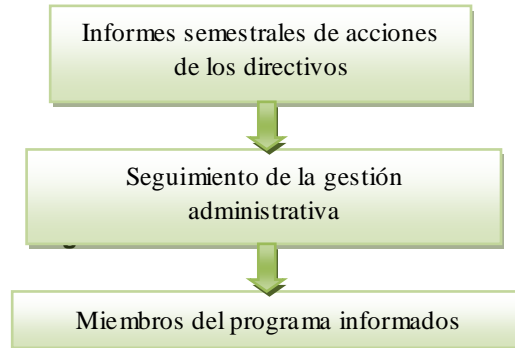 Informes semestrales de acciones
de los directivos
Seguimiento de la gestión
administrativa
Miembros del programa informados